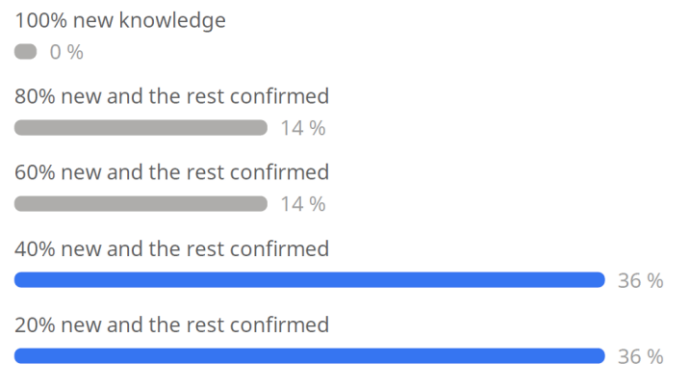 100% new knowledge
0 %
80% new and the rest confirmed
14 %
60% new and the rest confirmed
14 %
40% new and the rest confirmed
36 %
20% new and the rest confirmed
36 %